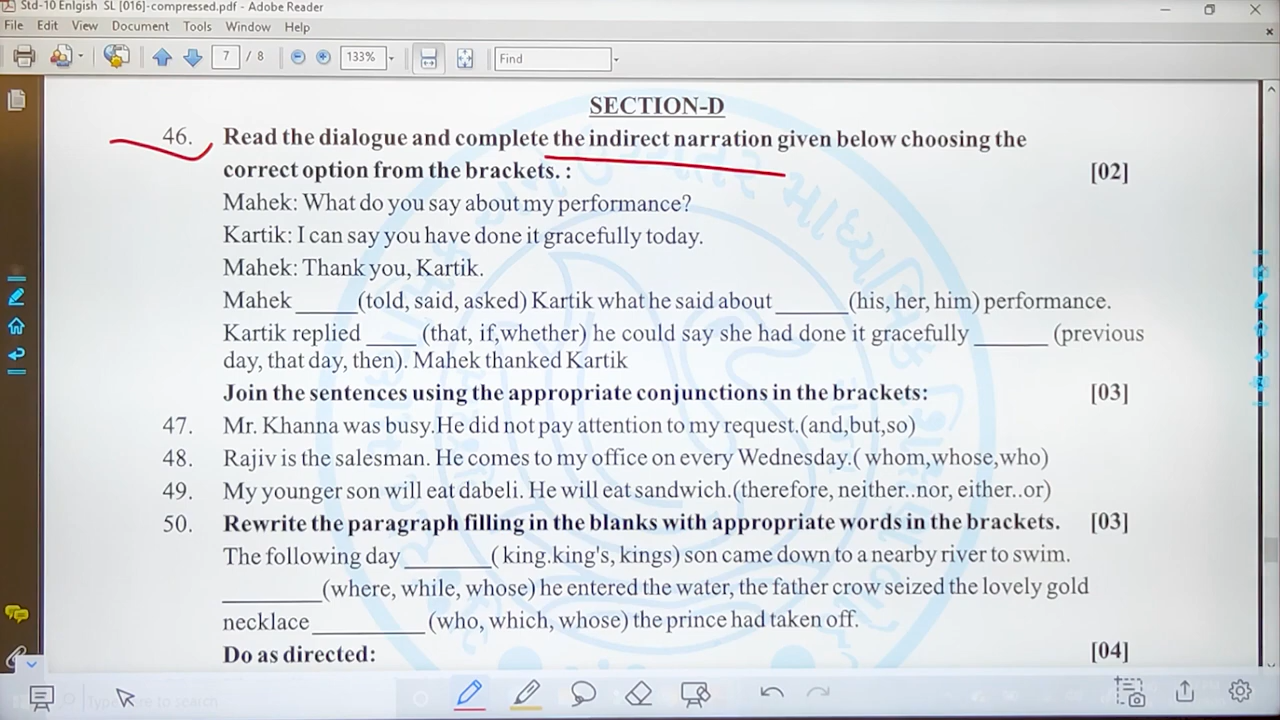 Std-10 Enlgish SL [016]-compressed.pdf - Adobe Reader
File Edit View Document Tools Window Help
7 / 8 133% Find
SECTION-D
46. Read the dialogue and complete the indirect narration given below choosing the
correct option from the brackets. : [02]
Mahek: What do you say about my performance?
Kartik: I can say you have done it gracefully today.
Mahek: Thank you, Kartik.
Mahek _____(told, said, asked) Kartik what he said about ______(his, her, him) performance.
Kartik replied ____ (that, if,whether) he could say she had done it gracefully ______ (previous
day, that day, then). Mahek thanked Kartik
Join the sentences using the appropriate conjunctions in the brackets: [03]
47. Mr. Khanna was busy.He did not pay attention to my request.(and,but,so)
48. Rajiv is the salesman. He comes to my office on every Wednesday.( whom,whose,who)
49. My younger son will eat dabeli. He will eat sandwich.(therefore, neither..nor, either..or)
50. Rewrite the paragraph filling in the blanks with appropriate words in the brackets. [03]
The following day _______( king.king's, kings) son came down to a nearby river to swim.
________(where, while, whose) he entered the water, the father crow seized the lovely gold
necklace _________ (who, which, whose) the prince had taken off.
Do as directed: [04]
Type here to search